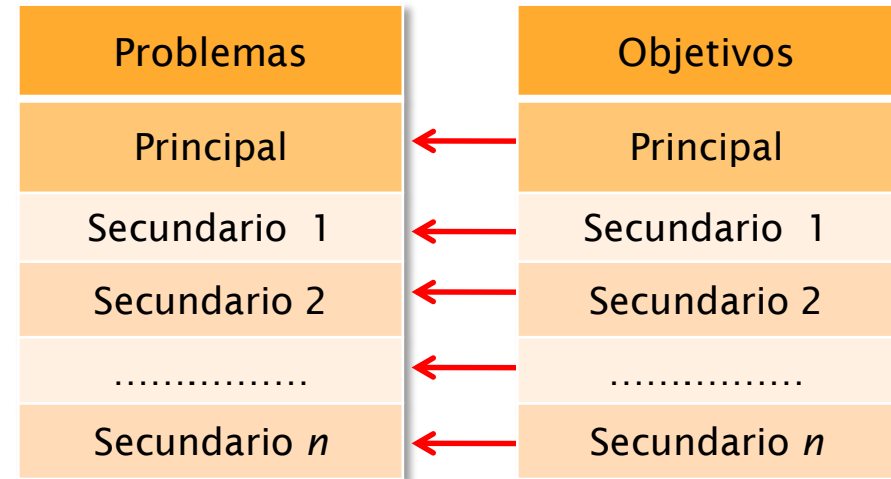 Problemas
Principal
Secundario 1
Secundario 2
................
Secundario n
Objetivos
Principal
Secundario 1
Secundario 2
................
Secundario n